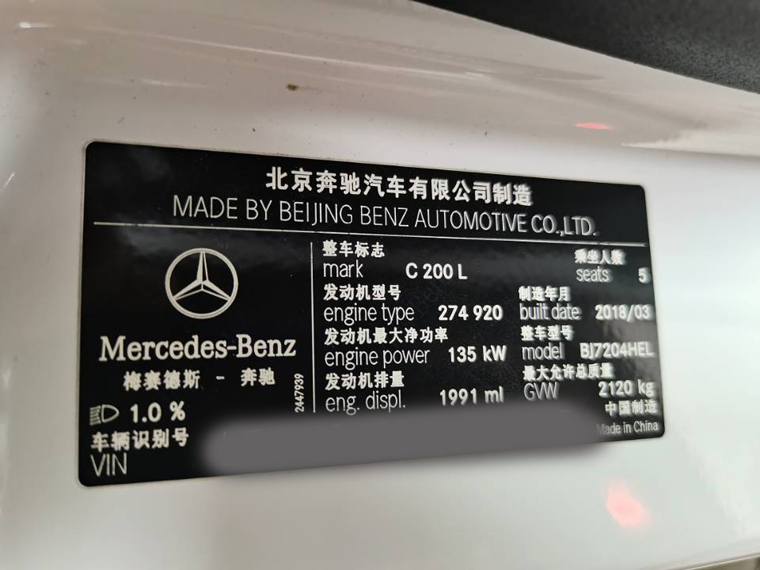 北京奔驰汽车有限公司制造
MADE BY BEIJING BENZ AUTOMOTIVE CO.,LTD.
整车标志
mark C 200 L
乘坐人数
seats 5
发动机型号
engine type 274 920
制造年月
built date 2018/03
发动机最大净功率
engine power 135 kW
整车型号
model BJ7204HEL
发动机排量
eng. displ. 1991 ml
最大允许总质量
GVW 2120 kg
Mercedes-Benz
梅赛德斯 - 奔驰
2447939
1.0 %
车辆识别号
VIN
中国制造
Made in China